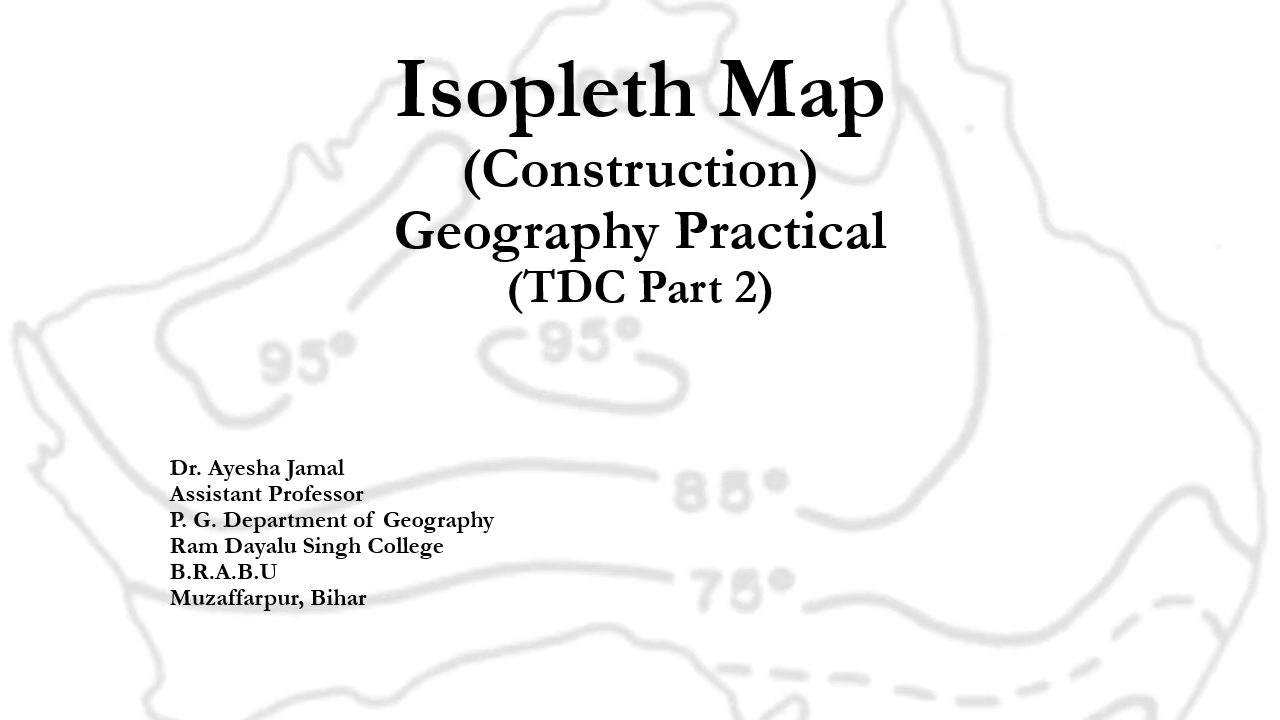 Isopleth Map
(Construction)
Geography Practical
(TDC Part 2)
95°
95°
85°
Dr. Ayesha Jamal
Assistant Professor
P. G. Department of Geography
Ram Dayalu Singh College
B.R.A.B.U
75°
Muzaffarpur, Bihar